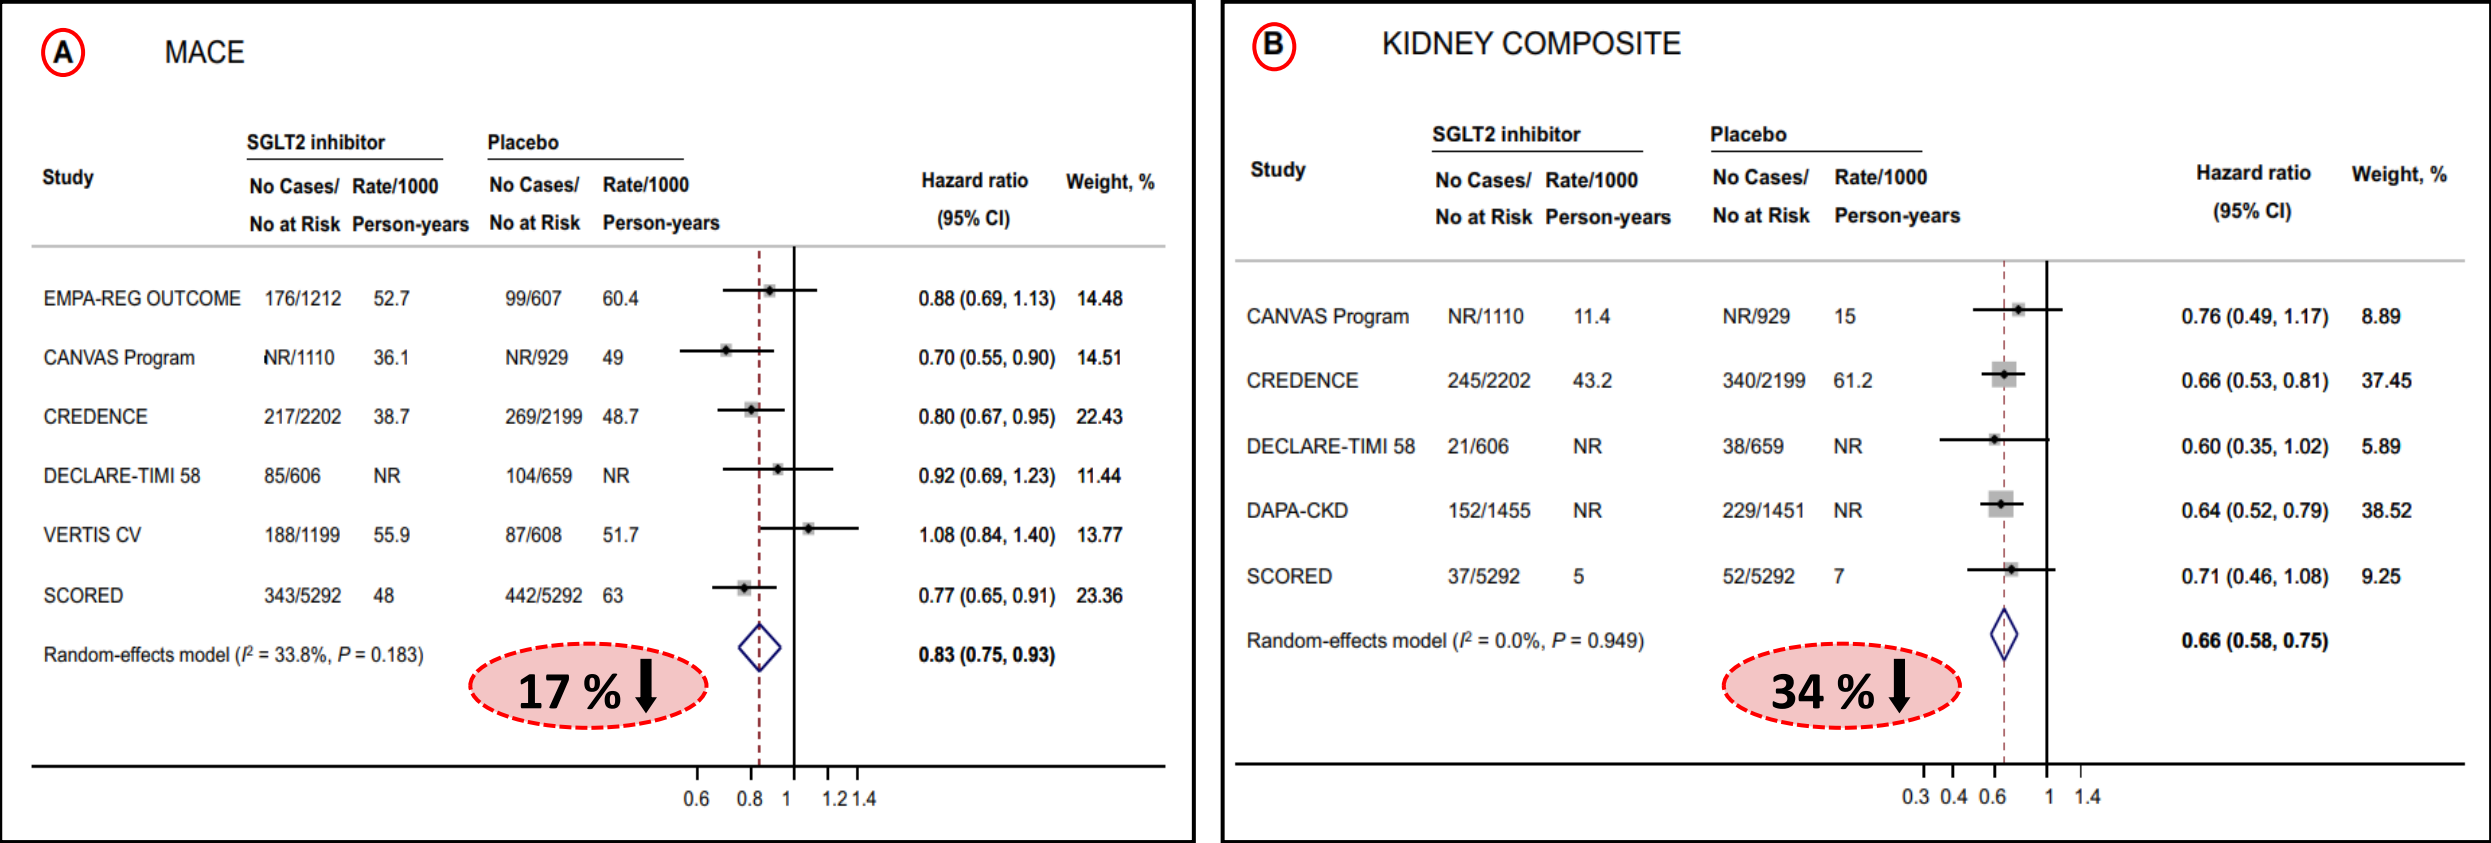 A MACE
SGLT2 inhibitor Placebo
Study No Cases/ Rate/1000 No Cases/ Rate/1000 Hazard ratio Weight, %
No at Risk Person-years No at Risk Person-years (95% CI)
EMPA-REG OUTCOME 176/1212 52.7 99/607 60.4 0.88 (0.69, 1.13) 14.48
CANVAS Program NR/1110 36.1 NR/929 49 0.70 (0.55, 0.90) 14.51
CREDENCE 217/2202 38.7 269/2199 48.7 0.80 (0.67, 0.95) 22.43
DECLARE-TIMI 58 85/606 NR 104/659 NR 0.92 (0.69, 1.23) 11.44
VERTIS CV 188/1199 55.9 87/608 51.7 1.08 (0.84, 1.40) 13.77
SCORED 343/5292 48 442/5292 63 0.77 (0.65, 0.91) 23.36
Random-effects model (I² = 33.8%, P = 0.183) 0.83 (0.75, 0.93)
17 %
0.6 0.8 1 1.2 1.4
B KIDNEY COMPOSITE
SGLT2 inhibitor Placebo
Study No Cases/ Rate/1000 No Cases/ Rate/1000 Hazard ratio Weight, %
No at Risk Person-years No at Risk Person-years (95% CI)
CANVAS Program NR/1110 11.4 NR/929 15 0.76 (0.49, 1.17) 8.89
CREDENCE 245/2202 43.2 340/2199 61.2 0.66 (0.53, 0.81) 37.45
DECLARE-TIMI 58 21/606 NR 38/659 NR 0.60 (0.35, 1.02) 5.89
DAPA-CKD 152/1455 NR 229/1451 NR 0.64 (0.52, 0.79) 38.52
SCORED 37/5292 5 52/5292 7 0.71 (0.46, 1.08) 9.25
Random-effects model (I² = 0.0%, P = 0.949) 0.66 (0.58, 0.75)
34 %
0.3 0.4 0.6 1 1.4